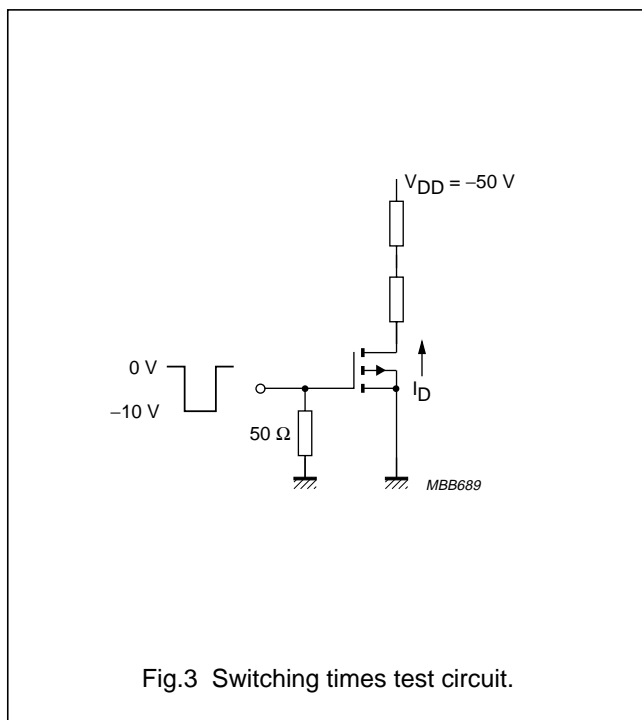 V_DD = −50 V
0 V
−10 V
I_D
50 Ω
MBB689
Fig.3 Switching times test circuit.